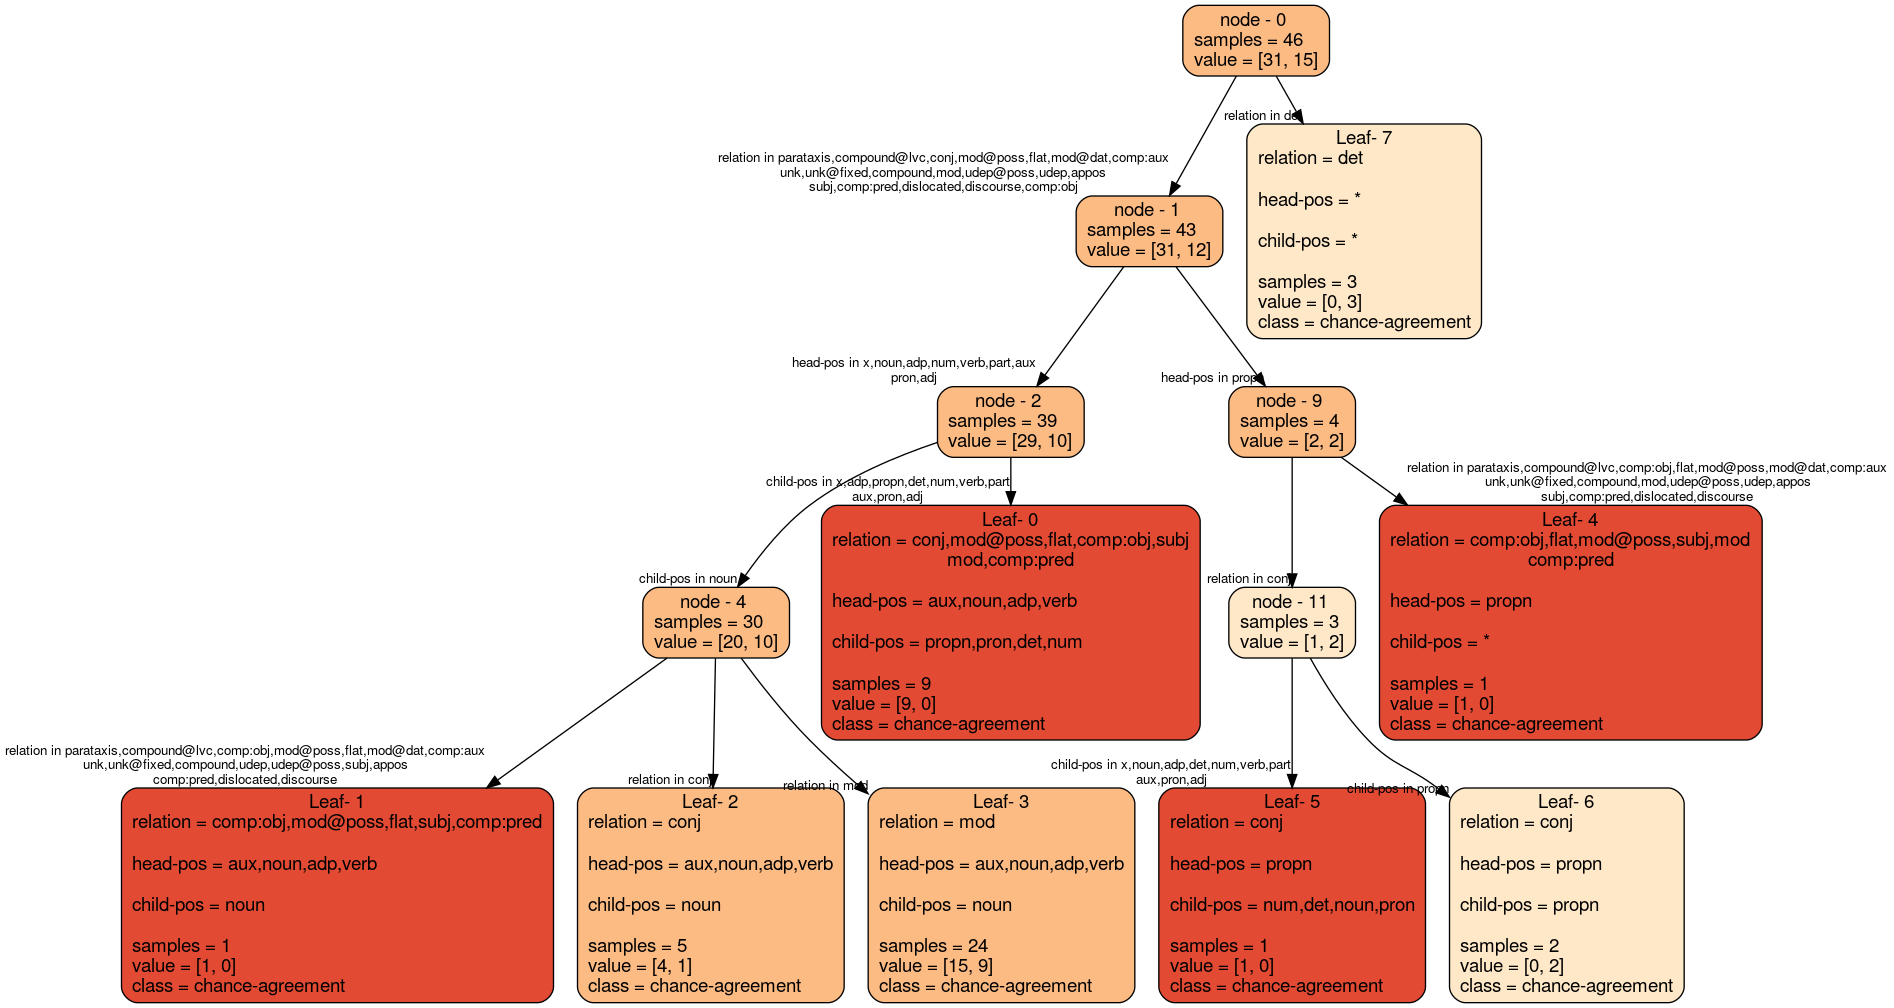 node - 0
samples = 46
value = [31, 15]
relation in
relation in parataxis,compound@lvc,conj,mod@poss,flat,mod@dat,comp:aux
unk,unk@fixed,compound,mod,udep@poss,udep,appos
subj,comp:pred,dislocated,discourse,comp:obj
Leaf- 7
relation = det
head-pos = *
child-pos = *
samples = 3
value = [0, 3]
class = chance-agreement
node - 1
samples = 43
value = [31, 12]
head-pos in x,noun,adp,num,verb,part,aux
pron,adj
head-pos in propn
node - 2
samples = 39
value = [29, 10]
node - 9
samples = 4
value = [2, 2]
child-pos in x,adp,propn,det,num,verb,part
aux,pron,adj
relation in parataxis,compound@lvc,comp:obj,flat,mod@poss,mod@dat,comp:aux
unk,unk@fixed,compound,mod,udep@poss,udep,appos
subj,comp:pred,dislocated,discourse
child-pos in noun
Leaf- 0
relation = conj,mod@poss,flat,comp:obj,subj
mod,comp:pred
head-pos = aux,noun,adp,verb
child-pos = propn,pron,det,num
samples = 9
value = [9, 0]
class = chance-agreement
relation in conj
Leaf- 4
relation = comp:obj,flat,mod@poss,subj,mod
comp:pred
head-pos = propn
child-pos = *
samples = 1
value = [1, 0]
class = chance-agreement
node - 4
samples = 30
value = [20, 10]
node - 11
samples = 3
value = [1, 2]
relation in parataxis,compound@lvc,comp:obj,mod@poss,flat,mod@dat,comp:aux
unk,unk@fixed,compound,udep,udep@poss,subj,appos
comp:pred,dislocated,discourse
relation in conj
relation in mod
child-pos in x,noun,adp,det,num,verb,part
aux,pron,adj
child-pos in propn
Leaf- 1
relation = comp:obj,mod@poss,flat,subj,comp:pred
head-pos = aux,noun,adp,verb
child-pos = noun
samples = 1
value = [1, 0]
class = chance-agreement
Leaf- 2
relation = conj
head-pos = aux,noun,adp,verb
child-pos = noun
samples = 5
value = [4, 1]
class = chance-agreement
Leaf- 3
relation = mod
head-pos = aux,noun,adp,verb
child-pos = noun
samples = 24
value = [15, 9]
class = chance-agreement
Leaf- 5
relation = conj
head-pos = propn
child-pos = num,det,noun,pron
samples = 1
value = [1, 0]
class = chance-agreement
Leaf- 6
relation = conj
head-pos = propn
child-pos = propn
samples = 2
value = [0, 2]
class = chance-agreement